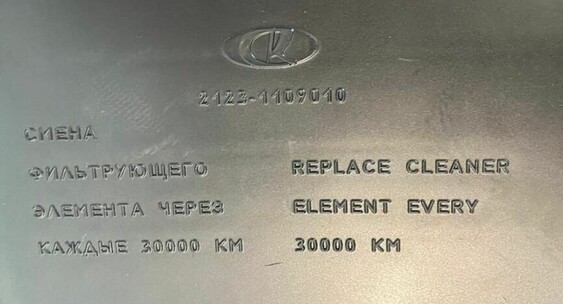 2123-1109010
СИЕНА
ФИЛЬТРУЮЩЕГО REPLACE CLEANER
ЭЛЕМЕНТА ЧЕРЕЗ ELEMENT EVERY
КАЖДЫЕ 30000 КМ 30000 KM